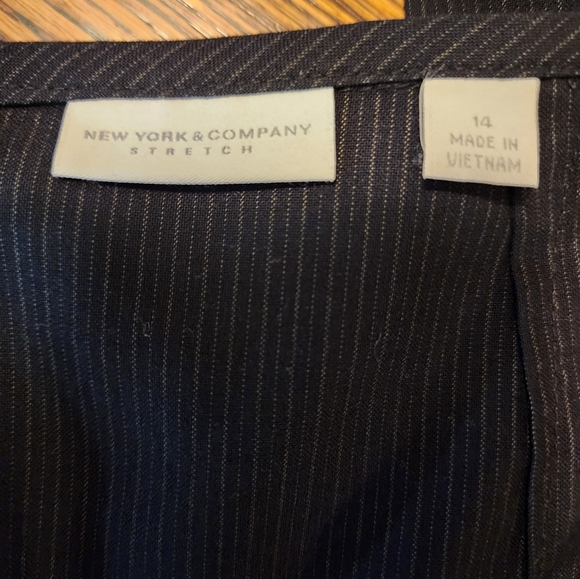 NEW YORK & COMPANY
STRETCH
14
MADE IN
VIETNAM